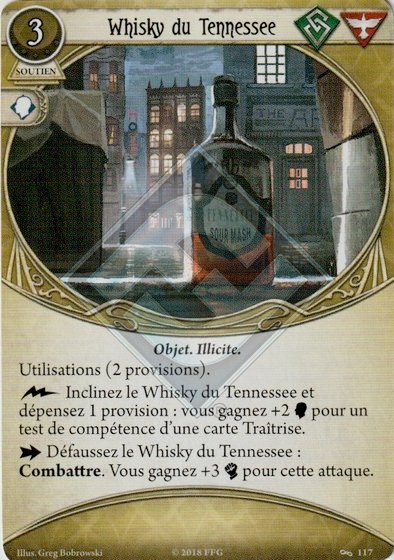 3
Whisky du Tennessee
SOUTIEN
THE
TENNESSEE
SOUR MASH
Objet. Illicite.
Utilisations (2 provisions).
Inclinez le Whisky du Tennessee et
dépensez 1 provision : vous gagnez +2 pour un
test de compétence d'une carte Traîtrise.
Défaussez le Whisky du Tennessee :
Combattre. Vous gagnez +3 pour cette attaque.
Illus. Greg Bobrowski
© 2018 FFG
117